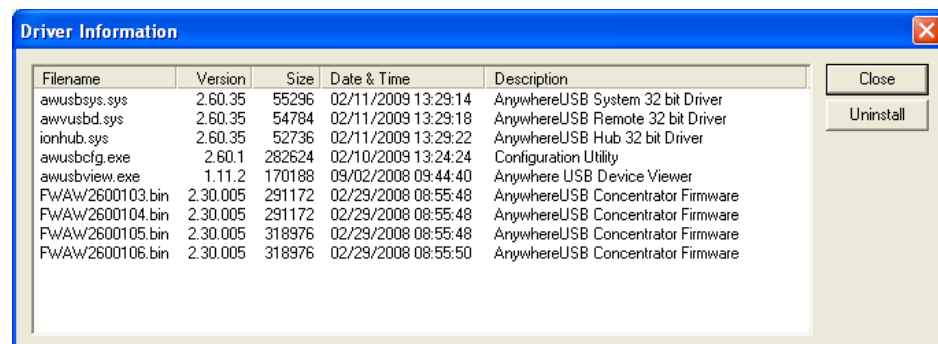 Driver Information
Filename Version Size Date & Time Description
awusbsys.sys 2.60.35 55296 02/11/2009 13:29:14 AnywhereUSB System 32 bit Driver
awvusbd.sys 2.60.35 54784 02/11/2009 13:29:18 AnywhereUSB Remote 32 bit Driver
ionhub.sys 2.60.35 52736 02/11/2009 13:29:22 AnywhereUSB Hub 32 bit Driver
awusbcfg.exe 2.60.1 282624 02/10/2009 13:24:24 Configuration Utility
awusbview.exe 1.11.2 170188 09/02/2008 09:44:40 Anywhere USB Device Viewer
FWAW2600103.bin 2.30.005 291172 02/29/2008 08:55:48 AnywhereUSB Concentrator Firmware
FWAW2600104.bin 2.30.005 291172 02/29/2008 08:55:48 AnywhereUSB Concentrator Firmware
FWAW2600105.bin 2.30.005 318976 02/29/2008 08:55:48 AnywhereUSB Concentrator Firmware
FWAW2600106.bin 2.30.005 318976 02/29/2008 08:55:50 AnywhereUSB Concentrator Firmware
Close
Uninstall